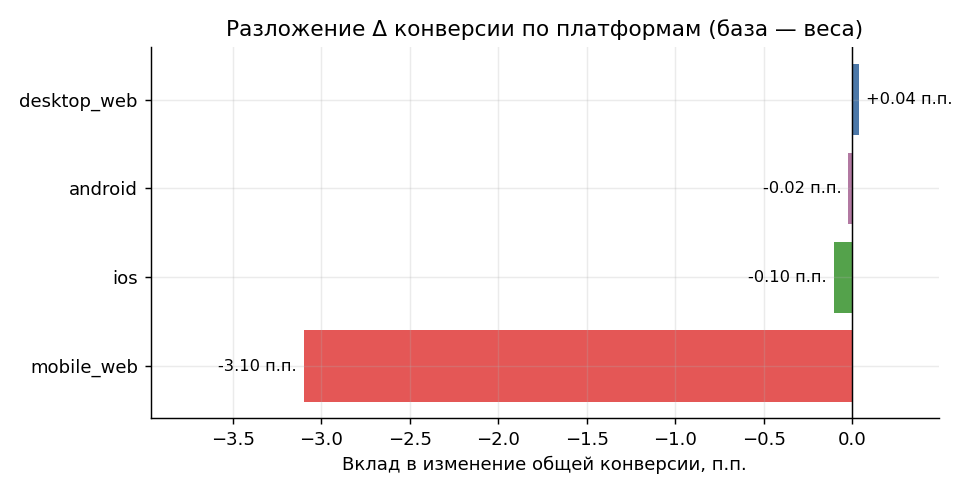 Разложение Δ конверсии по платформам (база — веса)
desktop_web
+0.04 п.п.
android
-0.02 п.п.
ios
-0.10 п.п.
mobile_web
-3.10 п.п.
−3.5 −3.0 −2.5 −2.0 −1.5 −1.0 −0.5 0.0
Вклад в изменение общей конверсии, п.п.